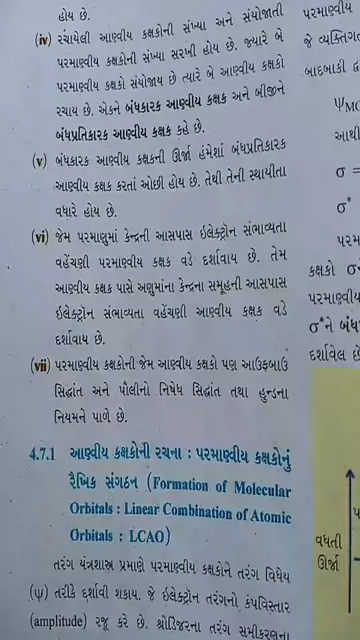 હોય છે.
(iv) રચાયેલી આણ્વીય કક્ષકોની સંખ્યા અને સંયોજાતી
પરમાણ્વીય કક્ષકોની સંખ્યા સરખી હોય છે. જ્યારે બે
પરમાણ્વીય કક્ષકો સંયોજાય છે ત્યારે બે આણ્વીય કક્ષકો
રચાય છે. એકને બંધકારક આણ્વીય કક્ષક અને બીજીને
બંધપ્રતિકારક આણ્વીય કક્ષક કહે છે.
(v) બંધકારક આણ્વીય કક્ષકની ઊર્જા હંમેશાં બંધપ્રતિકારક
આણ્વીય કક્ષક કરતાં ઓછી હોય છે. તેથી તેની સ્થાયીતા
વધારે હોય છે.
(vi) જેમ પરમાણુમાં કેન્દ્રની આસપાસ ઇલેક્ટ્રૉન સંભાવ્યતા
વહેંચણી પરમાણ્વીય કક્ષક વડે દર્શાવાય છે. તેમ
આણ્વીય કક્ષક પાસે અણુમાંના કેન્દ્રના સમૂહની આસપાસ
ઇલેક્ટ્રૉન સંભાવ્યતા વહેંચણી આણ્વીય કક્ષક વડે
દર્શાવાય છે.
(vii) પરમાણ્વીય કક્ષકોની જેમ આણ્વીય કક્ષકો પણ આઉફબાઉ
સિદ્ધાંત અને પૌલીનો નિષેધ સિદ્ધાંત તથા હુન્ડના
નિયમને પાળે છે.
4.7.1 આણ્વીય કક્ષકોની રચના : પરમાણ્વીય કક્ષકોનું
રૈખિક સંગઠન (Formation of Molecular
Orbitals : Linear Combination of Atomic
Orbitals : LCAO)
તરંગ યંત્રશાસ્ત્ર પ્રમાણે પરમાણ્વીય કક્ષકોને તરંગ વિધેય
(ψ) તરીકે દર્શાવી શકાય. જે ઇલેક્ટ્રૉન તરંગનો કંપવિસ્તાર
(amplitude) રજૂ કરે છે. શ્રોડિંજરના તરંગ સમીકરણના
પરમાણ્વીય
જે વ્યક્તિગત
બાદબાકી દ્વ
ψMO
આથી
σ =
σ*
પરમ
કક્ષકો σ
પરમાણ્વીય
σ*ને બંધ
દર્શાવેલ છે
વધતી
ઊર્જા